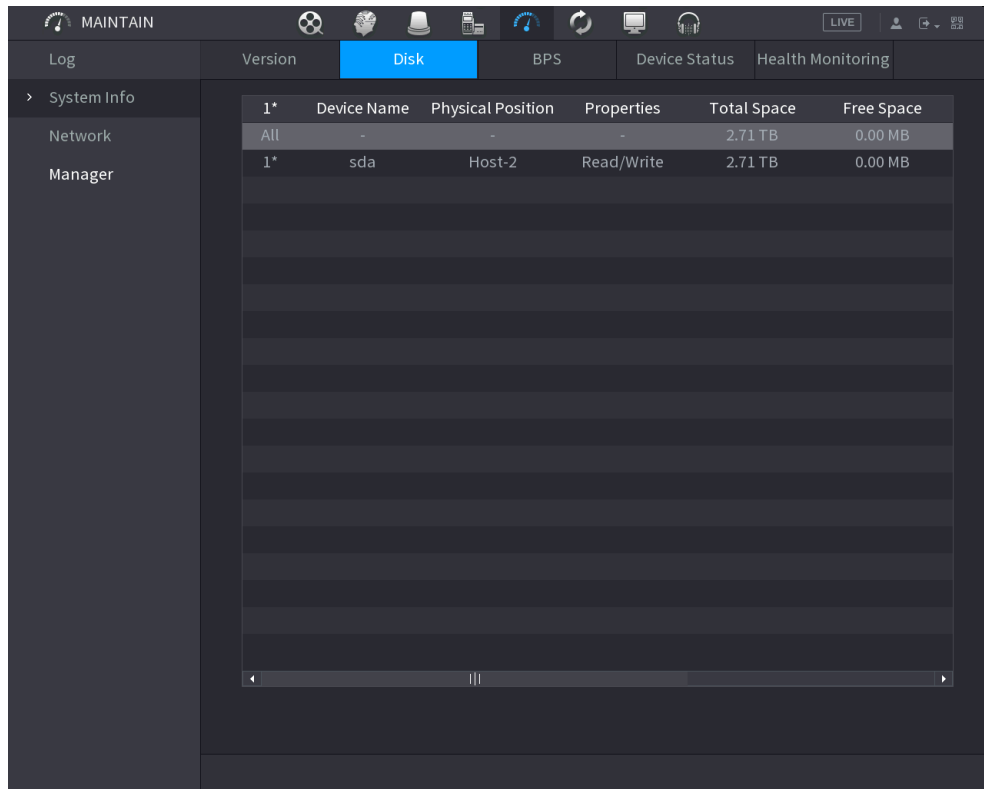 MAINTAIN LIVE
Log Version Disk BPS Device Status Health Monitoring
System Info
Network
Manager
1* Device Name Physical Position Properties Total Space Free Space
All - - - 2.71 TB 0.00 MB
1* sda Host-2 Read/Write 2.71 TB 0.00 MB